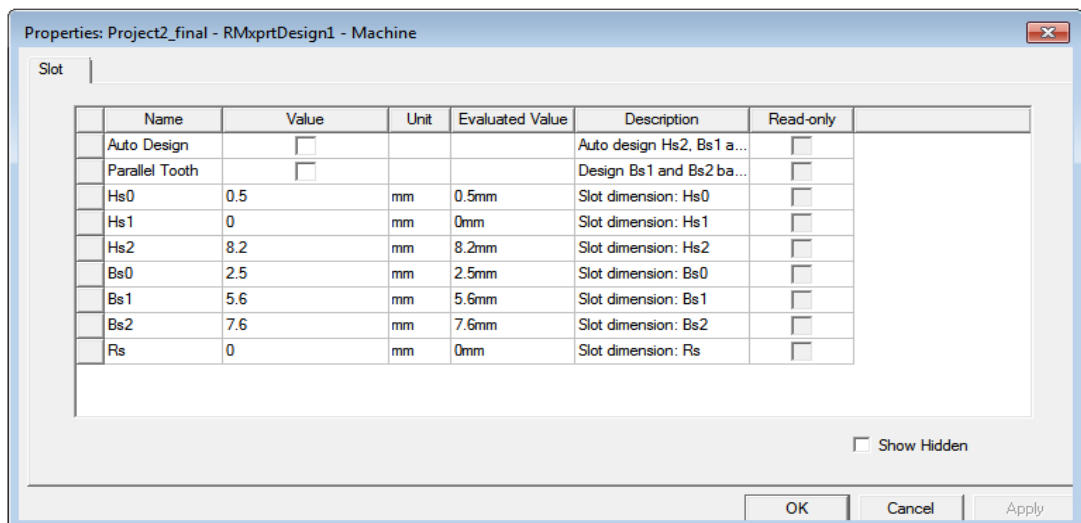 Properties: Project2_final - RMxprtDesign1 - Machine
Slot
Name Value Unit Evaluated Value Description Read-only
Auto Design Auto design Hs2, Bs1 a...
Parallel Tooth Design Bs1 and Bs2 ba...
Hs0 0.5 mm 0.5mm Slot dimension: Hs0
Hs1 0 mm 0mm Slot dimension: Hs1
Hs2 8.2 mm 8.2mm Slot dimension: Hs2
Bs0 2.5 mm 2.5mm Slot dimension: Bs0
Bs1 5.6 mm 5.6mm Slot dimension: Bs1
Bs2 7.6 mm 7.6mm Slot dimension: Bs2
Rs 0 mm 0mm Slot dimension: Rs
Show Hidden
OK Cancel Apply